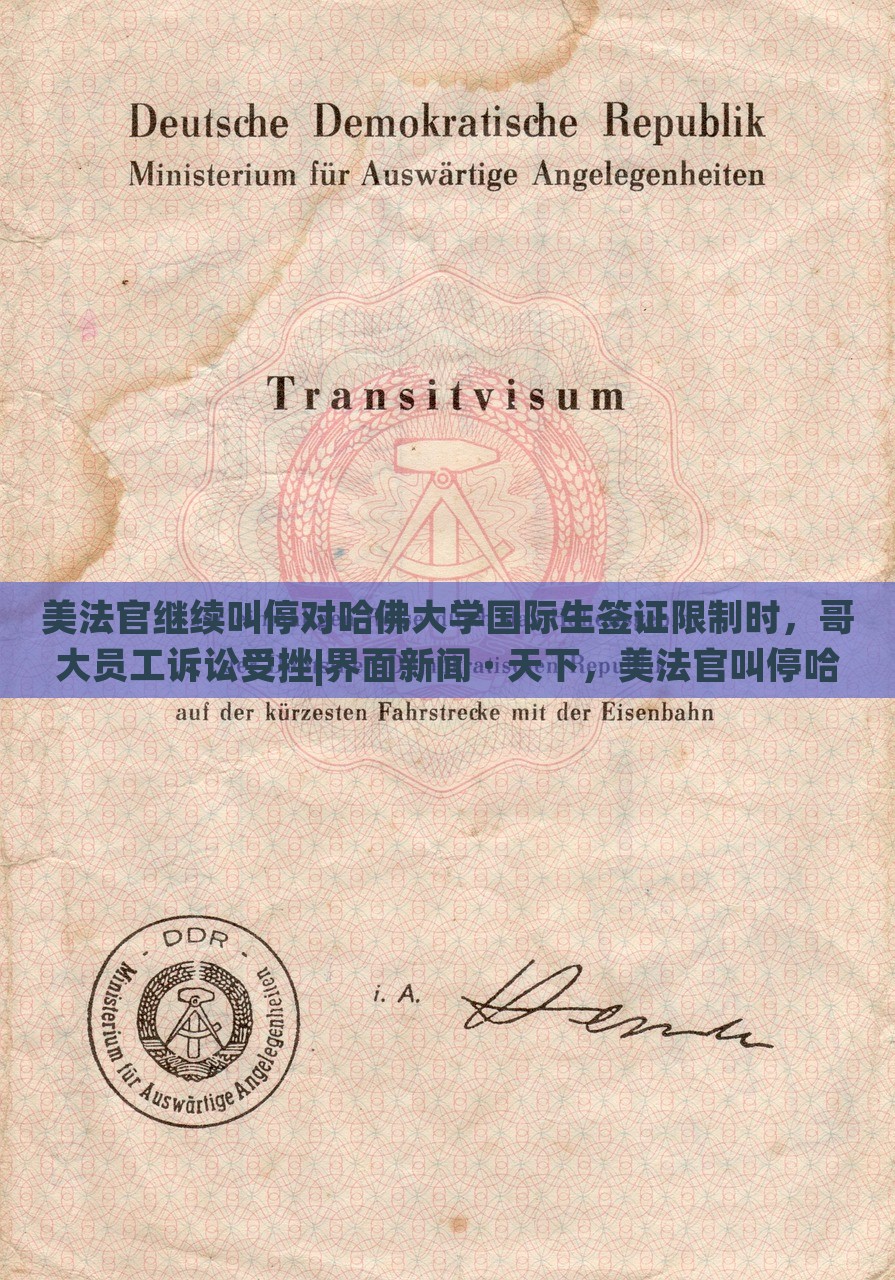 Deutsche Demokratische Republik
Ministerium für Auswärtige Angelegenheiten
Transitvisum
美法官继续叫停对哈佛大学国际生签证限制时，哥
大员工诉讼受挫|界面新闻 · 天下，美法官叫停哈
auf der kürzesten Fahrstrecke mit der Eisenbahn
- DDR -
Ministerium für Auswärtige Angelegenheiten
i. A.